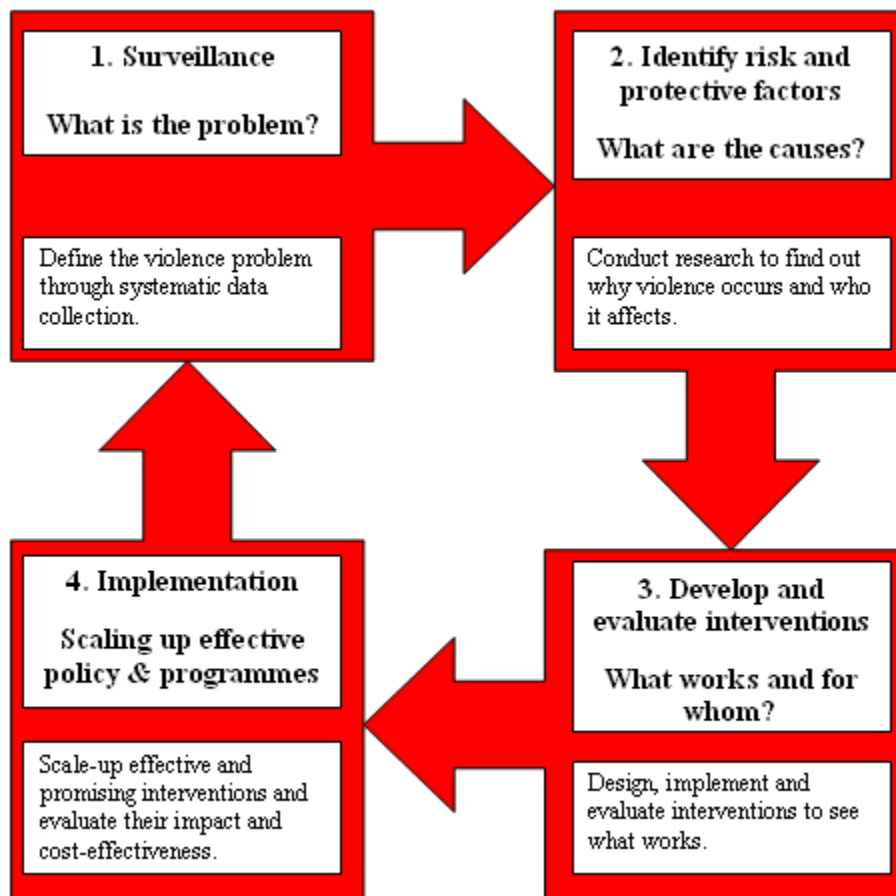 1. Surveillance
What is the problem?
Define the violence problem
through systematic data
collection.
2. Identify risk and
protective factors
What are the causes?
Conduct research to find out
why violence occurs and who
it affects.
3. Develop and
evaluate interventions
What works and for
whom?
Design, implement and
evaluate interventions to see
what works.
4. Implementation
Scaling up effective
policy & programmes
Scale-up effective and
promising interventions and
evaluate their impact and
cost-effectiveness.